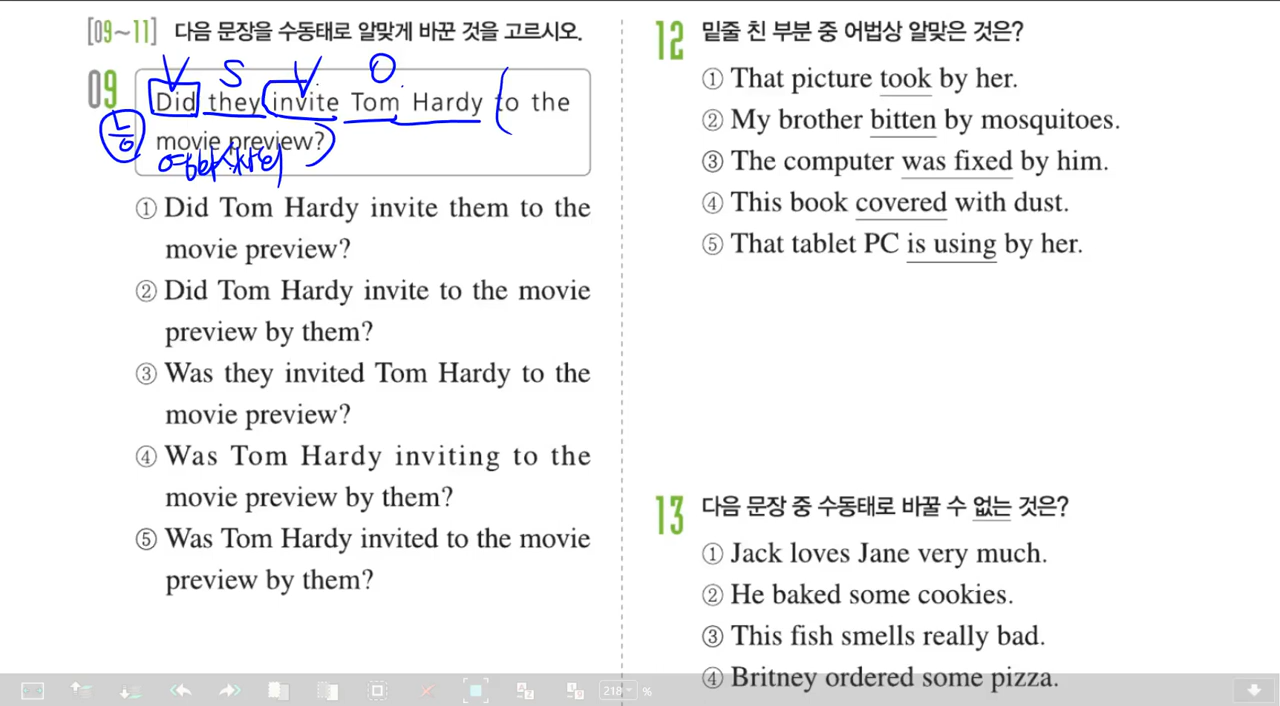 [09~11] 다음 문장을 수동태로 알맞게 바꾼 것을 고르시오.
V S V O
09 Did they invite Tom Hardy to the
movie preview?
① Did Tom Hardy invite them to the
movie preview?
② Did Tom Hardy invite to the movie
preview by them?
③ Was they invited Tom Hardy to the
movie preview?
④ Was Tom Hardy inviting to the
movie preview by them?
⑤ Was Tom Hardy invited to the movie
preview by them?
12 밑줄 친 부분 중 어법상 알맞은 것은?
① That picture took by her.
② My brother bitten by mosquitoes.
③ The computer was fixed by him.
④ This book covered with dust.
⑤ That tablet PC is using by her.
13 다음 문장 중 수동태로 바꿀 수 없는 것은?
① Jack loves Jane very much.
② He baked some cookies.
③ This fish smells really bad.
④ Britney ordered some pizza.
218 %